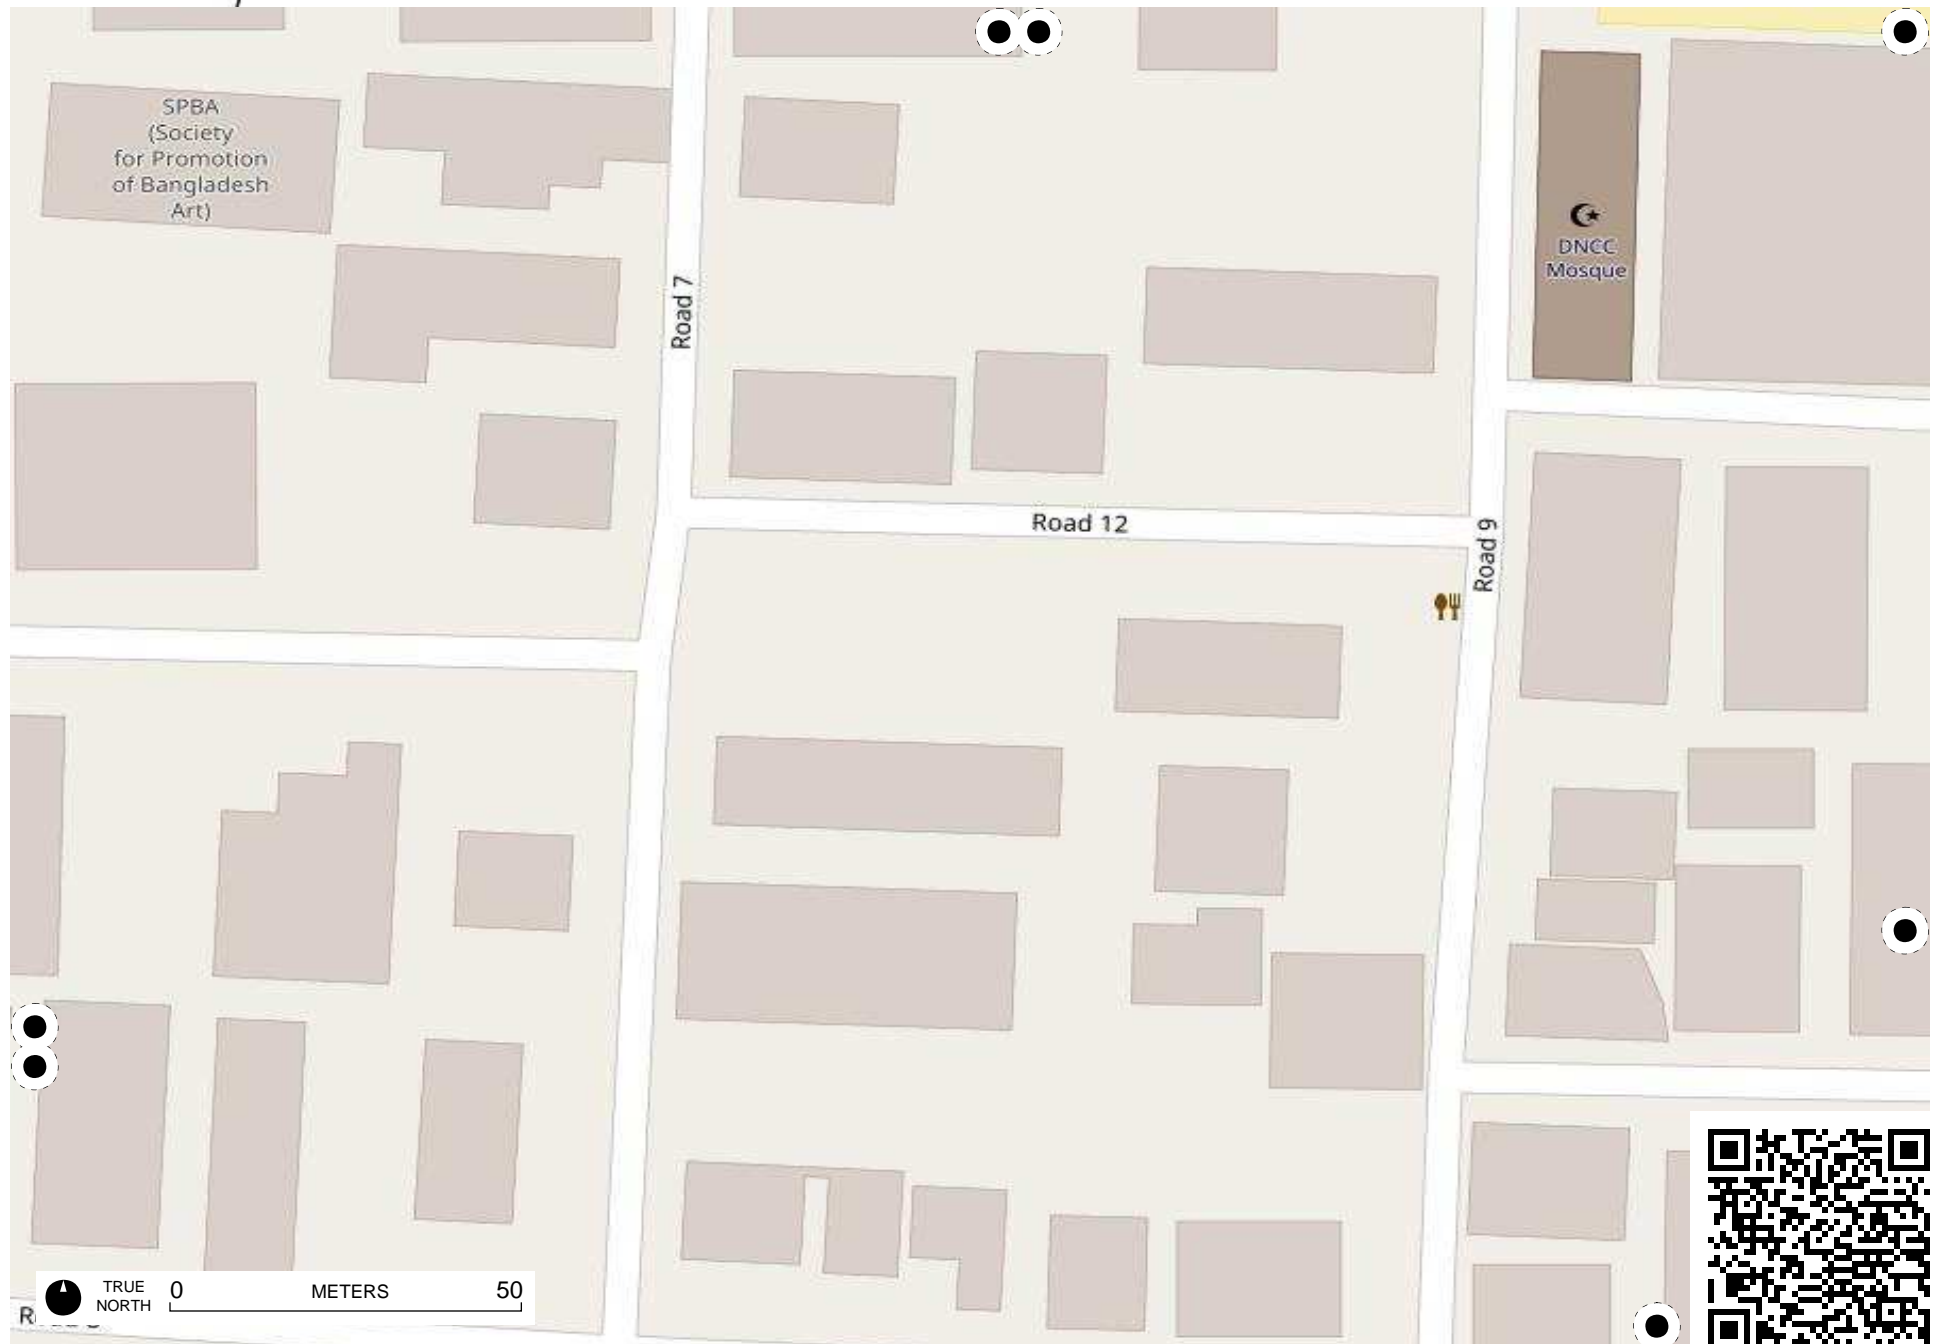 SPBA
(Society
for Promotion
of Bangladesh
Art)
Road 7
DNCC
Mosque
Road 12
Road 9
TRUE
NORTH
0
METERS
50